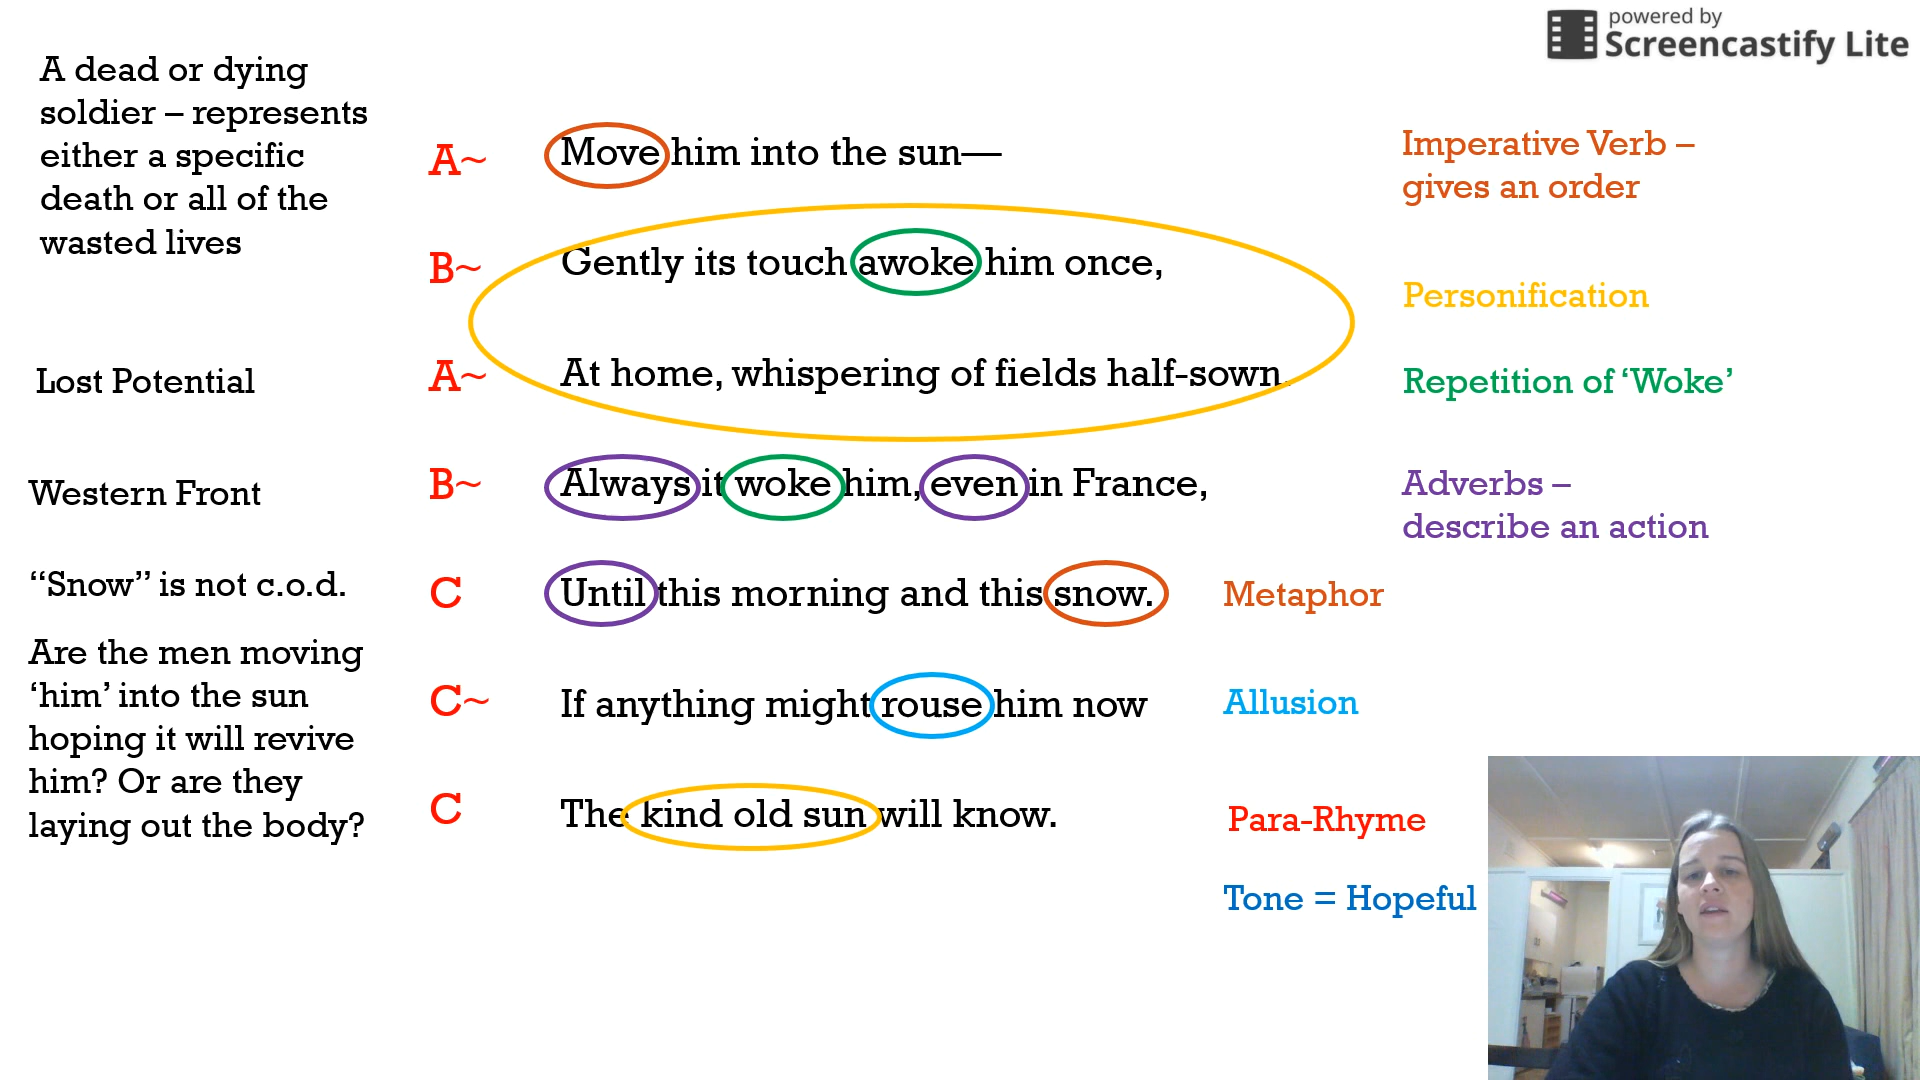 powered by
Screencastify Lite
A dead or dying
soldier – represents
either a specific
death or all of the
wasted lives
Lost Potential
Western Front
“Snow” is not c.o.d.
Are the men moving
‘him’ into the sun
hoping it will revive
him? Or are they
laying out the body?
A~ Move him into the sun—
B~ Gently its touch awoke him once,
A~ At home, whispering of fields half-sown.
B~ Always it woke him, even in France,
C Until this morning and this snow.
C~ If anything might rouse him now
C The kind old sun will know.
Imperative Verb –
gives an order
Personification
Repetition of ‘Woke’
Adverbs –
describe an action
Metaphor
Allusion
Para-Rhyme
Tone = Hopeful